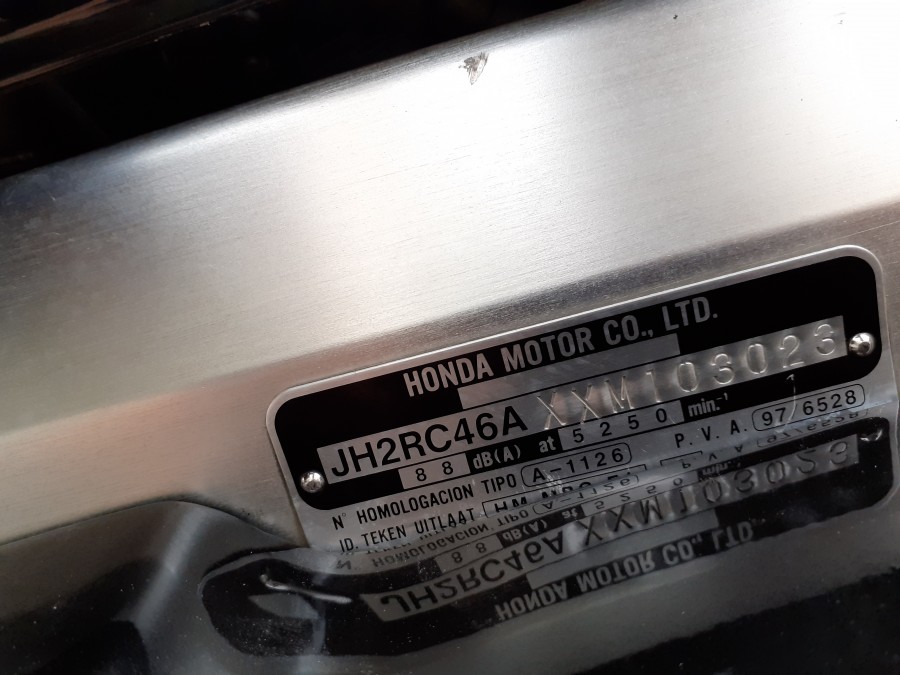 HONDA MOTOR CO., LTD.
JH2RC46A XXM103023
88 dB(A) at 5250 min.⁻¹
Nº HOMOLOGACION TIPO A-1126 P.V.A. 97/6528
ID. TEKEN UITLAAT